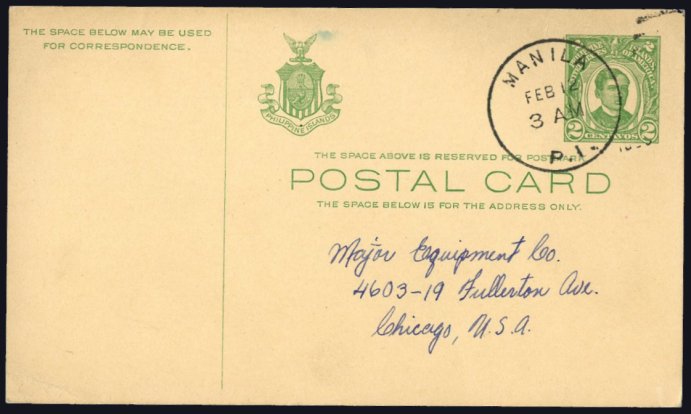 THE SPACE BELOW MAY BE USED
FOR CORRESPONDENCE.
PHILIPPINE ISLANDS
MANILA
FEB 12
3 AM
P.I.
2 CENTAVOS 2
THE SPACE ABOVE IS RESERVED FOR POSTMARK
POSTAL CARD
THE SPACE BELOW IS FOR THE ADDRESS ONLY.
Major Equipment Co.
4603-19 Fullerton Ave.
Chicago, U.S.A.